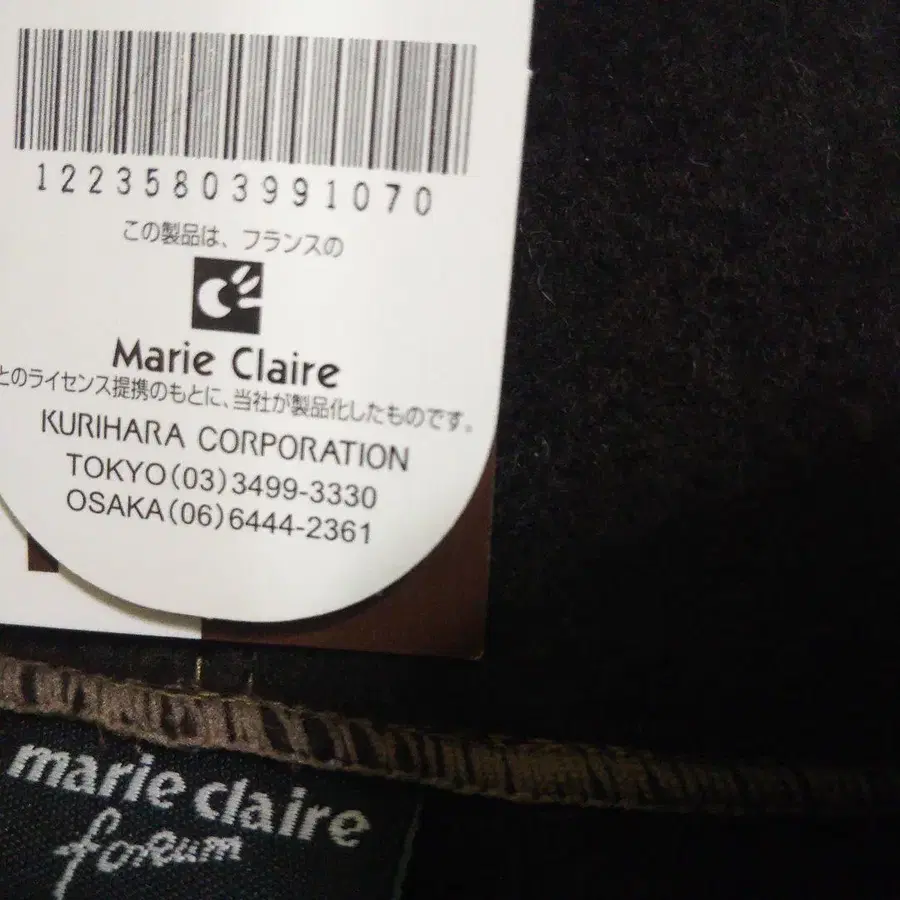 1223580399 1070
この製品は、フランスの
Marie Claire
とのライセンス提携のもとに、当社が製品化したものです。
KURIHARA CORPORATION
TOKYO(03)3499-3330
OSAKA(06)6444-2361
marie claire
forum